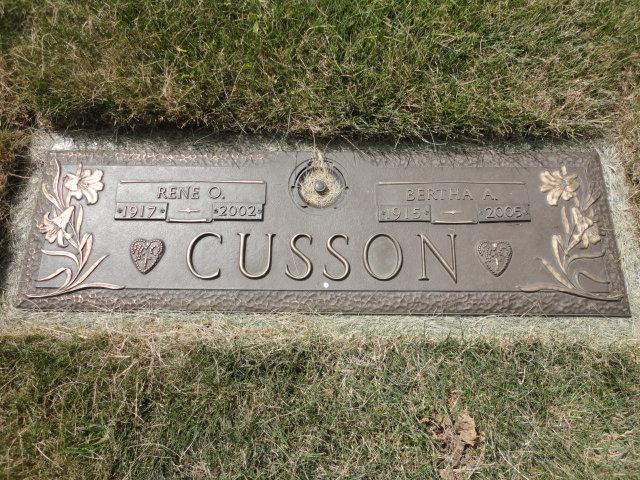 RENE O.
1917 2002
BERTHA A.
1915 2005
CUSSON